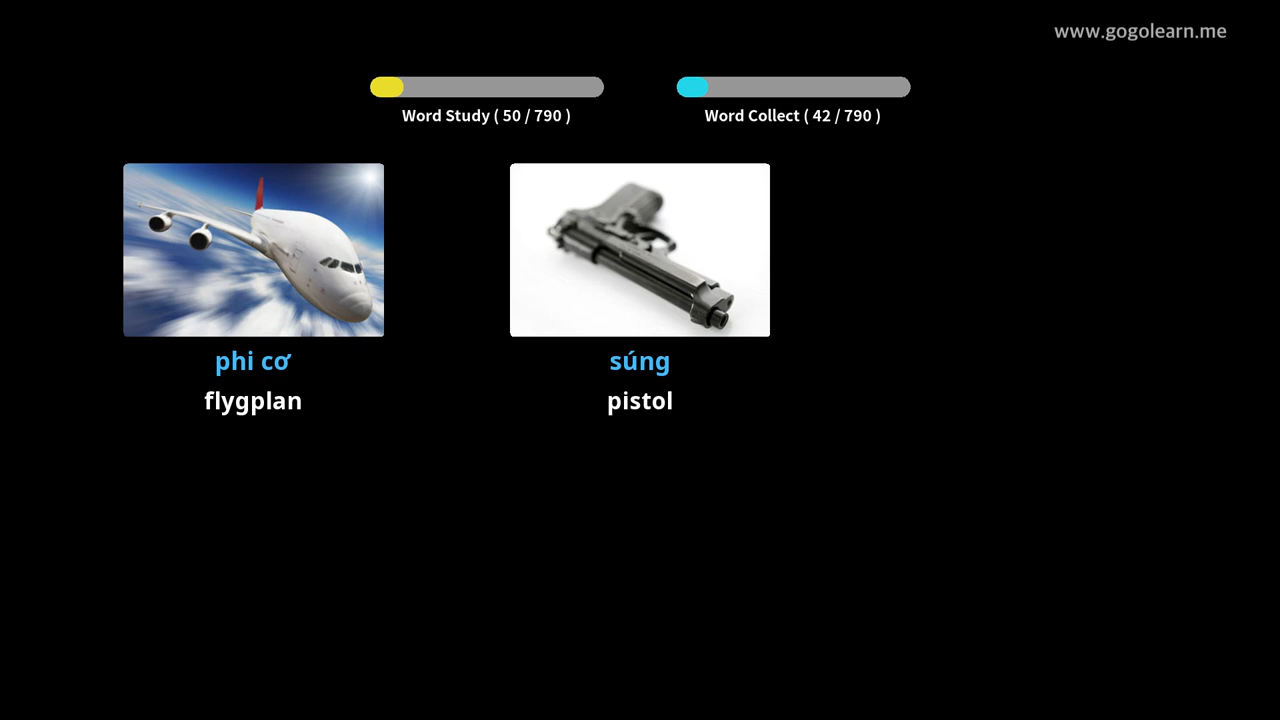 www.gogolearn.me
Word Study ( 50 / 790 )
Word Collect ( 42 / 790 )
phi cơ
súng
flygplan
pistol